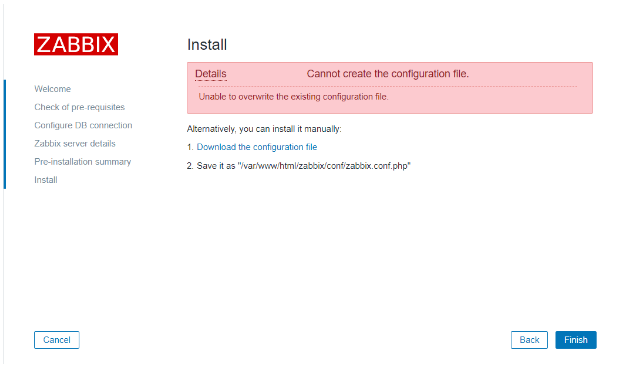 ZABBIX
Welcome
Check of pre-requisites
Configure DB connection
Zabbix server details
Pre-installation summary
Install
Install
Details Cannot create the configuration file.
Unable to overwrite the existing configuration file.
Alternatively, you can install it manually:
1. Download the configuration file
2. Save it as "/var/www/html/zabbix/conf/zabbix.conf.php"
Cancel Back Finish